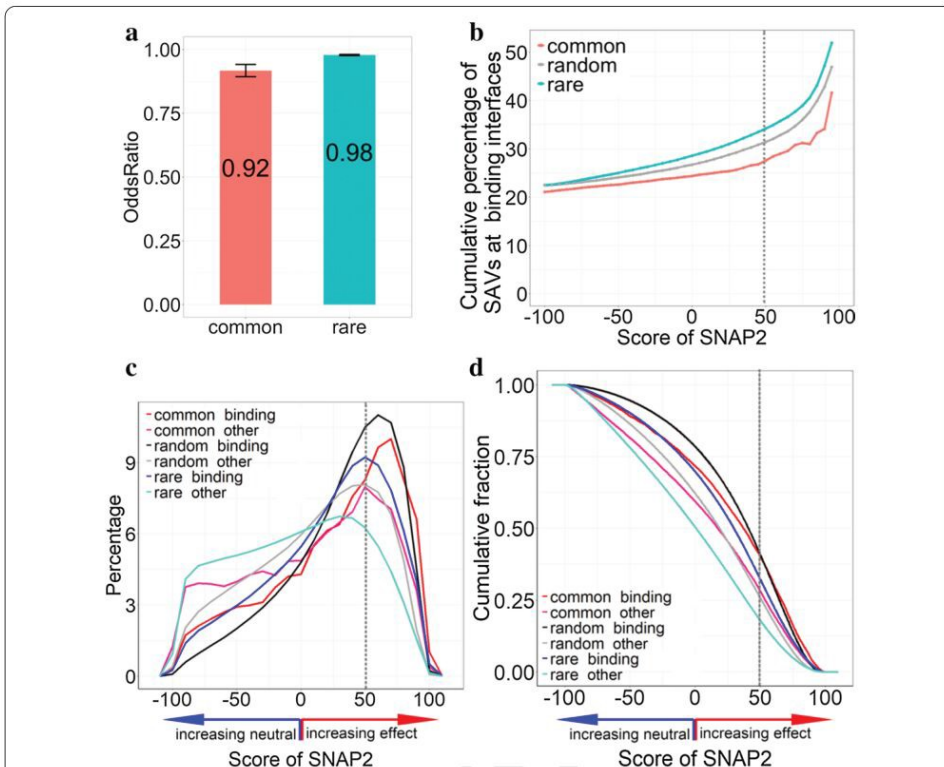 a
1.00
0.75
0.50
0.25
0.00
OddsRatio
0.92
0.98
common
rare
b
common
random
rare
50
40
30
20
10
0
Cumulative percentage of
SAVs at binding interfaces
-100
-50
0
50
100
Score of SNAP2
c
common binding
common other
random binding
random other
rare binding
rare other
9
6
3
0
Percentage
-100
-50
0
50
100
increasing neutral
increasing effect
Score of SNAP2
d
1.00
0.75
0.50
0.25
0.00
Cumulative fraction
common binding
common other
random binding
random other
rare binding
rare other
-100
-50
0
50
100
increasing neutral
increasing effect
Score of SNAP2